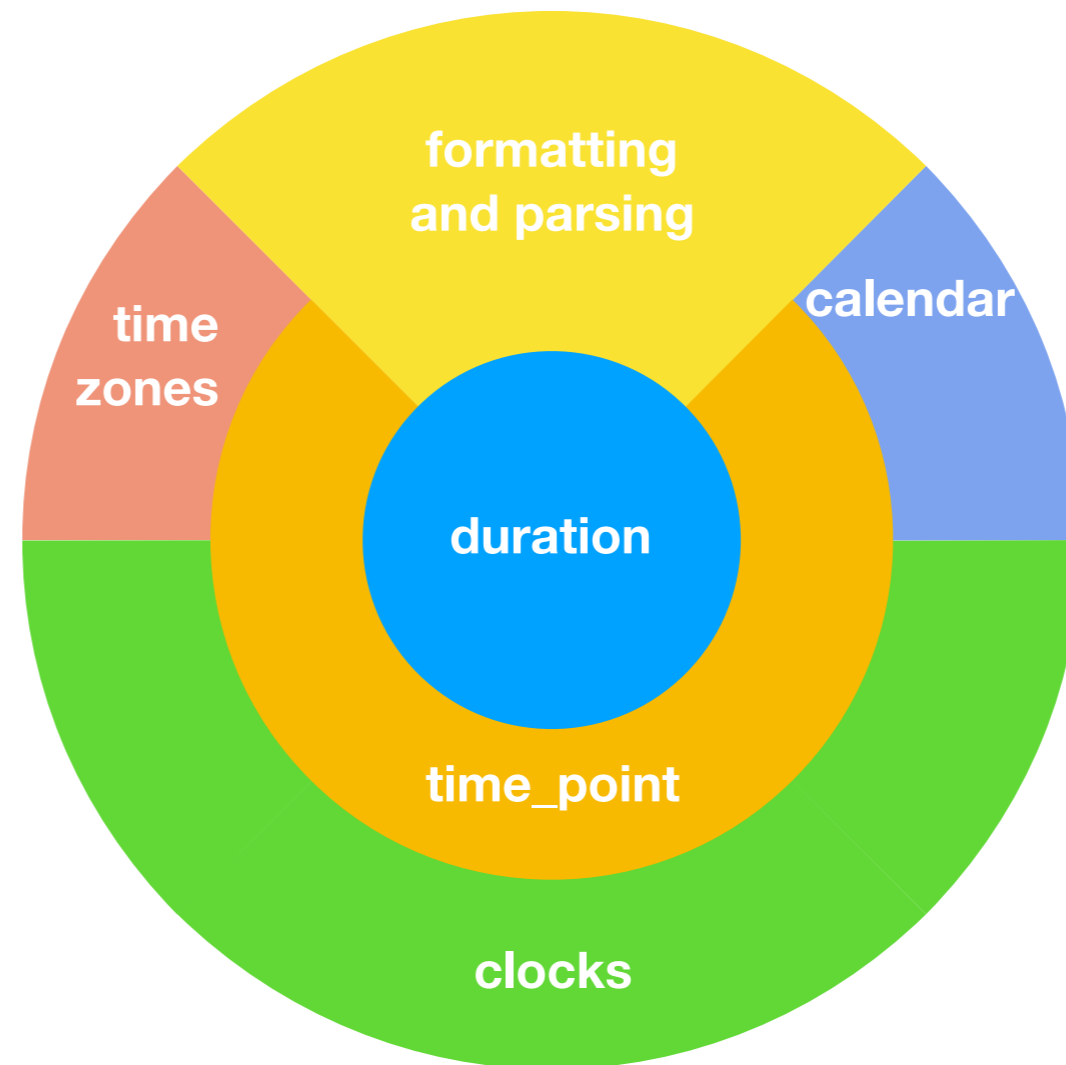 formatting
and parsing
calendar
time
zones
duration
time_point
clocks